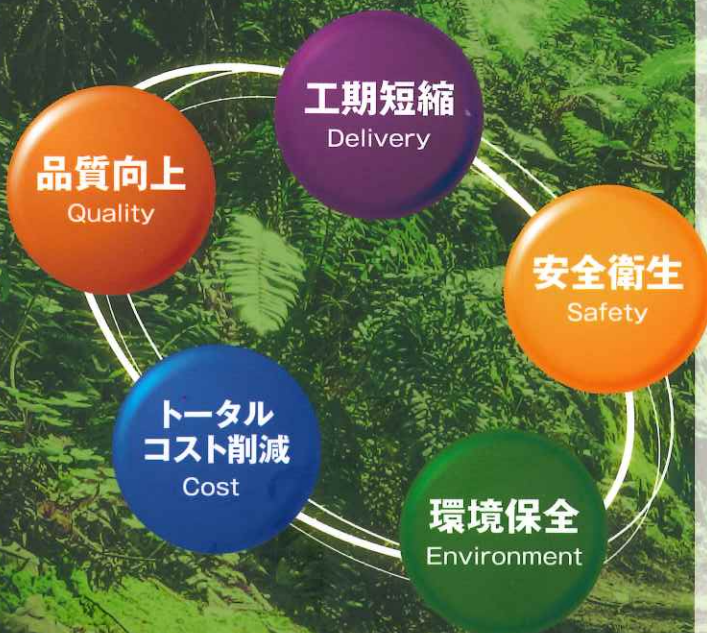 工期短縮
Delivery
品質向上
Quality
安全衛生
Safety
トータル
コスト削減
Cost
環境保全
Environment